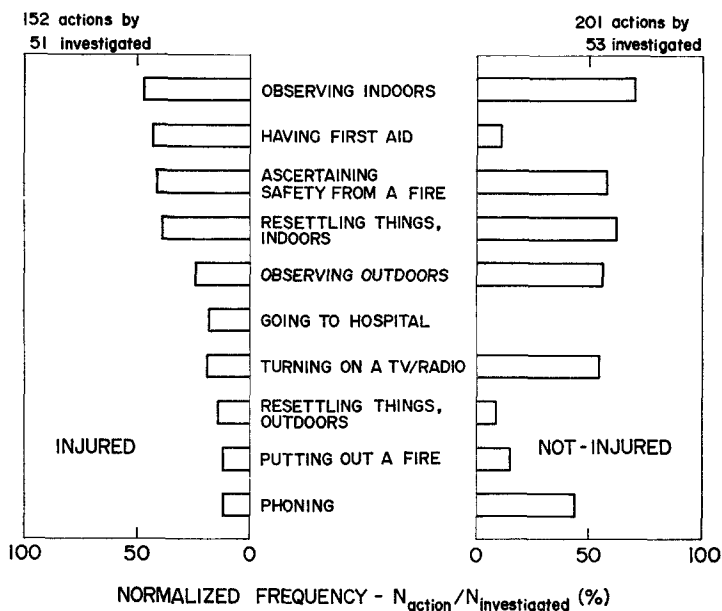 152 actions by
51 investigated
201 actions by
53 investigated
OBSERVING INDOORS
HAVING FIRST AID
ASCERTAINING
SAFETY FROM A FIRE
RESETTLING THINGS,
INDOORS
OBSERVING OUTDOORS
GOING TO HOSPITAL
TURNING ON A TV/RADIO
RESETTLING THINGS,
OUTDOORS
INJURED
NOT-INJURED
PUTTING OUT A FIRE
PHONING
100 50 0 0 50 100
NORMALIZED FREQUENCY - Naction/Ninvestigated (%)